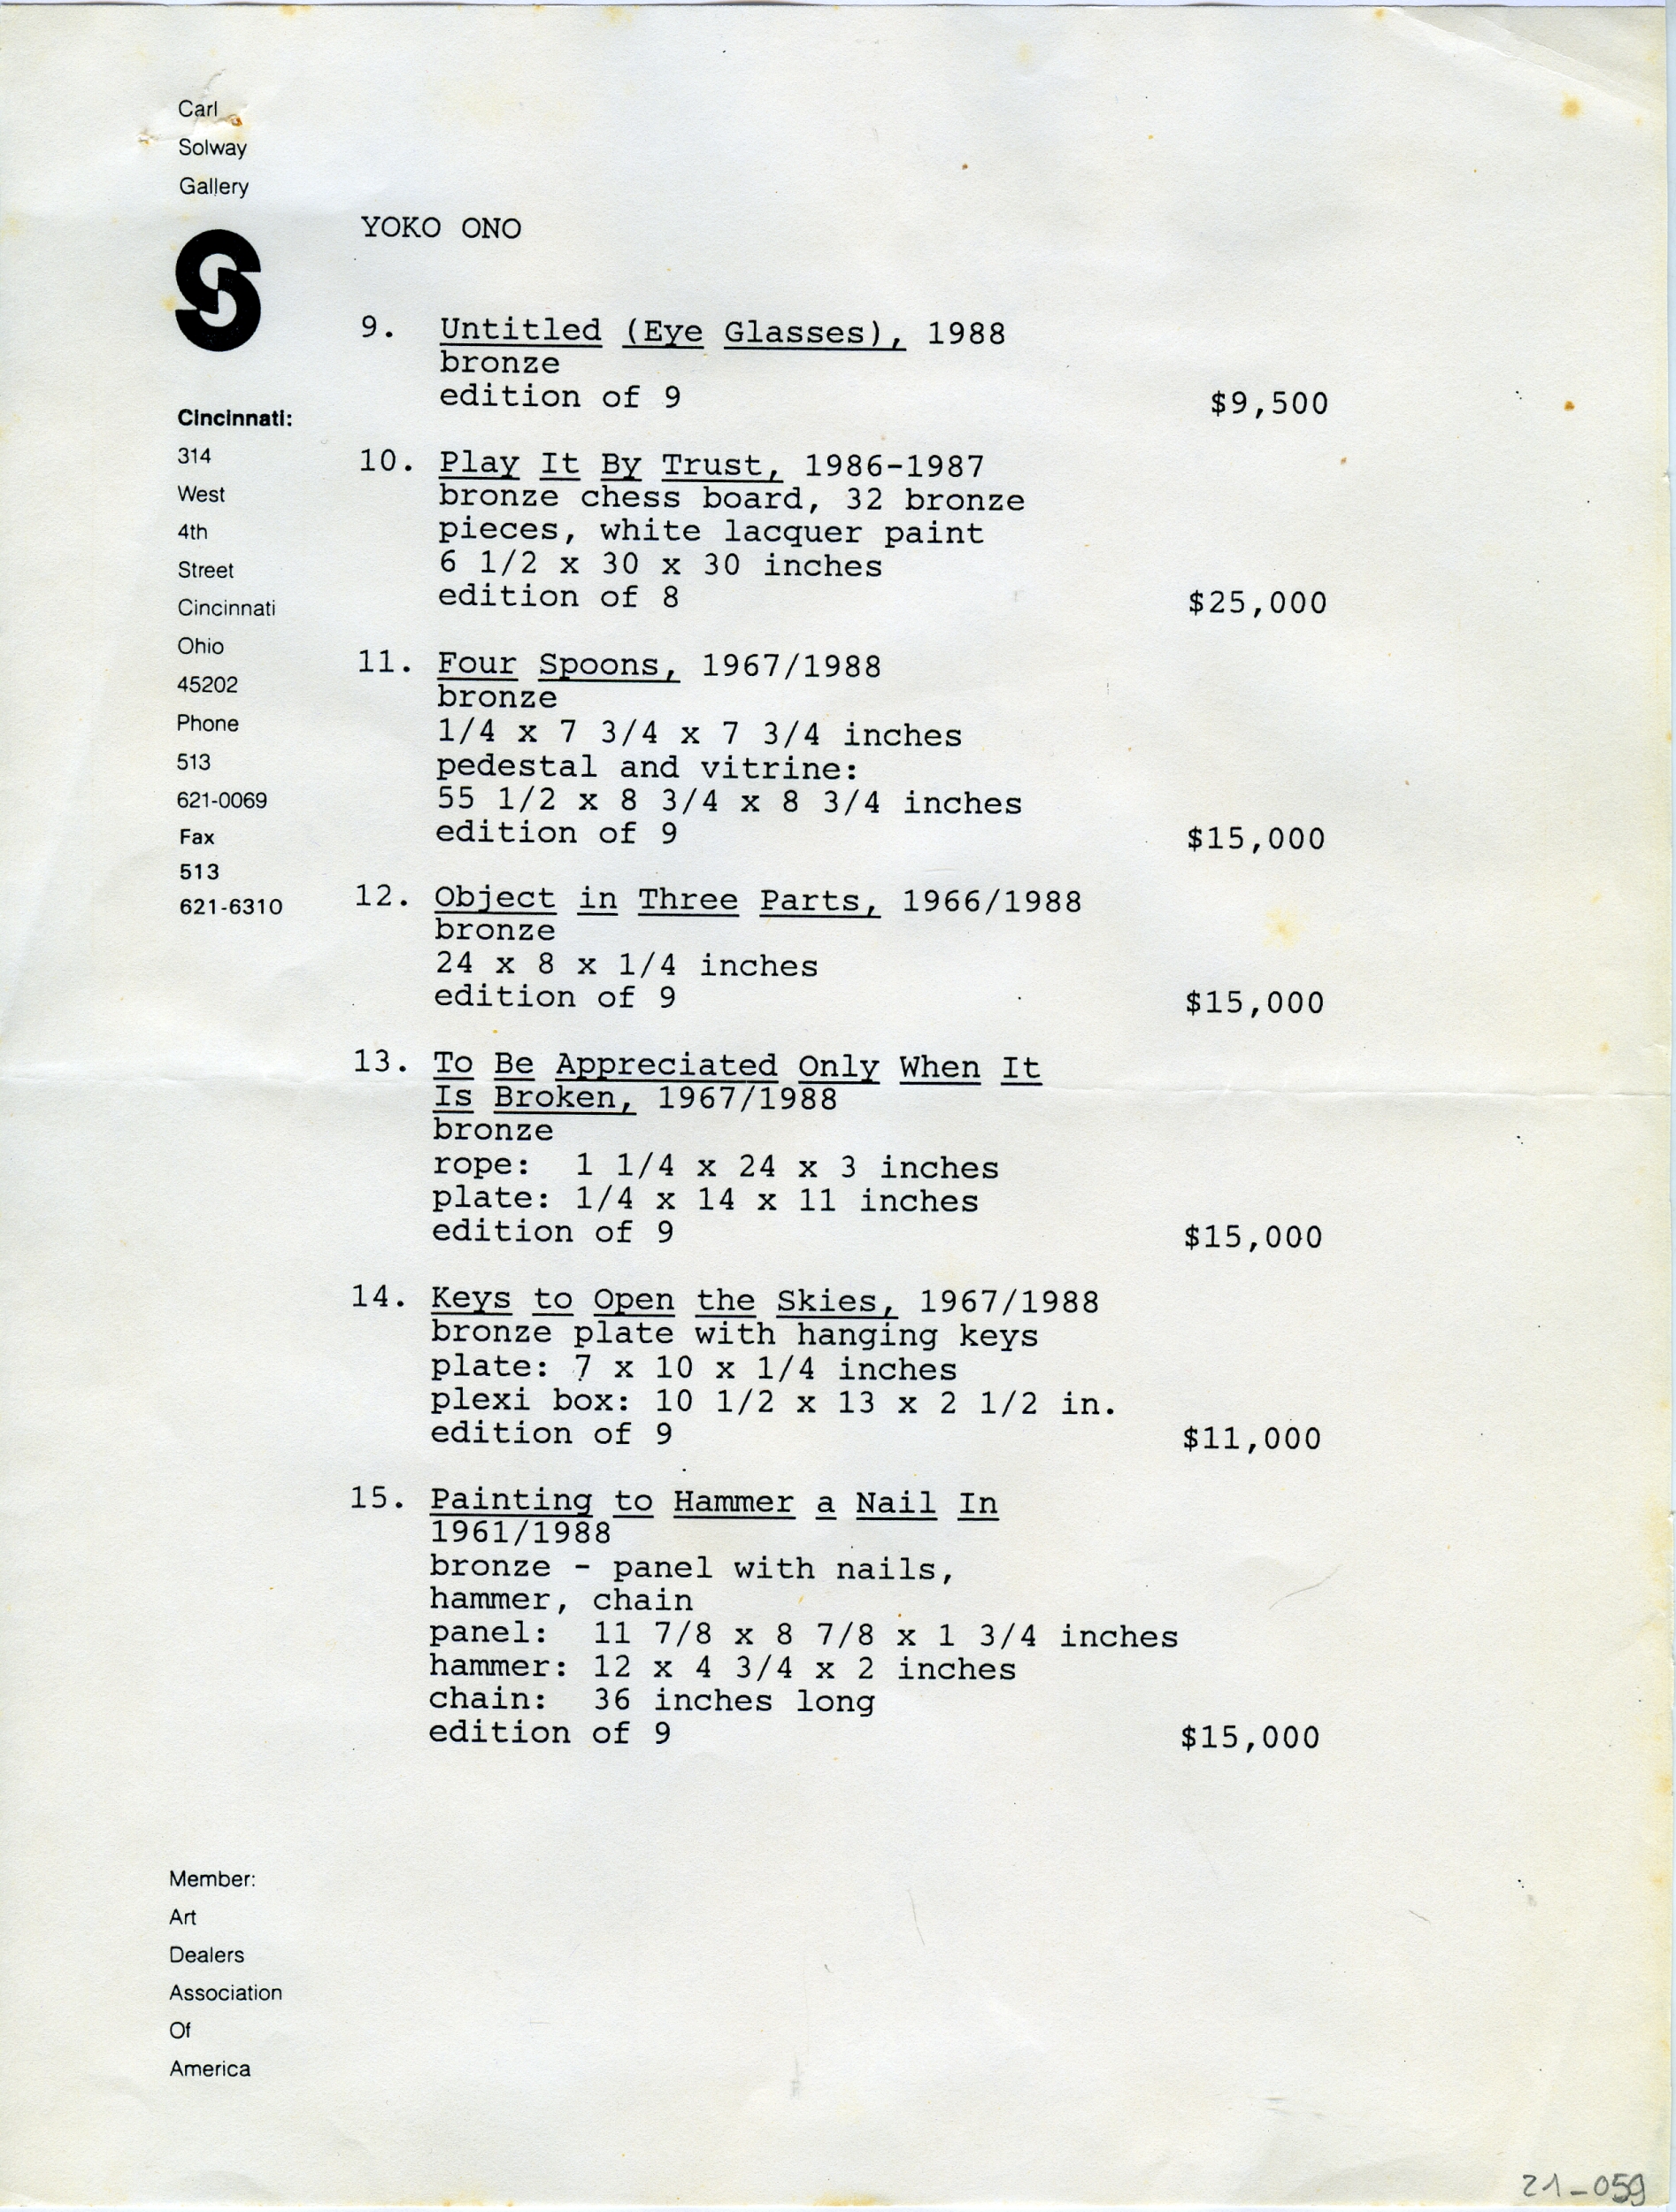 Carl
Solway
Gallery
S
Cincinnati:
314
West
4th
Street
Cincinnati
Ohio
45202
Phone
513
621-0069
Fax
513
621-6310
YOKO ONO
9. Untitled (Eye Glasses), 1988
bronze
edition of 9 $9,500
10. Play It By Trust, 1986-1987
bronze chess board, 32 bronze
pieces, white lacquer paint
6 1/2 x 30 x 30 inches
edition of 8 $25,000
11. Four Spoons, 1967/1988
bronze
1/4 x 7 3/4 x 7 3/4 inches
pedestal and vitrine:
55 1/2 x 8 3/4 x 8 3/4 inches
edition of 9 $15,000
12. Object in Three Parts, 1966/1988
bronze
24 x 8 x 1/4 inches
edition of 9 $15,000
13. To Be Appreciated Only When It
Is Broken, 1967/1988
bronze
rope: 1 1/4 x 24 x 3 inches
plate: 1/4 x 14 x 11 inches
edition of 9 $15,000
14. Keys to Open the Skies, 1967/1988
bronze plate with hanging keys
plate: 7 x 10 x 1/4 inches
plexi box: 10 1/2 x 13 x 2 1/2 in.
edition of 9 $11,000
15. Painting to Hammer a Nail In
1961/1988
bronze - panel with nails,
hammer, chain
panel: 11 7/8 x 8 7/8 x 1 3/4 inches
hammer: 12 x 4 3/4 x 2 inches
chain: 36 inches long
edition of 9 $15,000
Member:
Art
Dealers
Association
Of
America
21-059